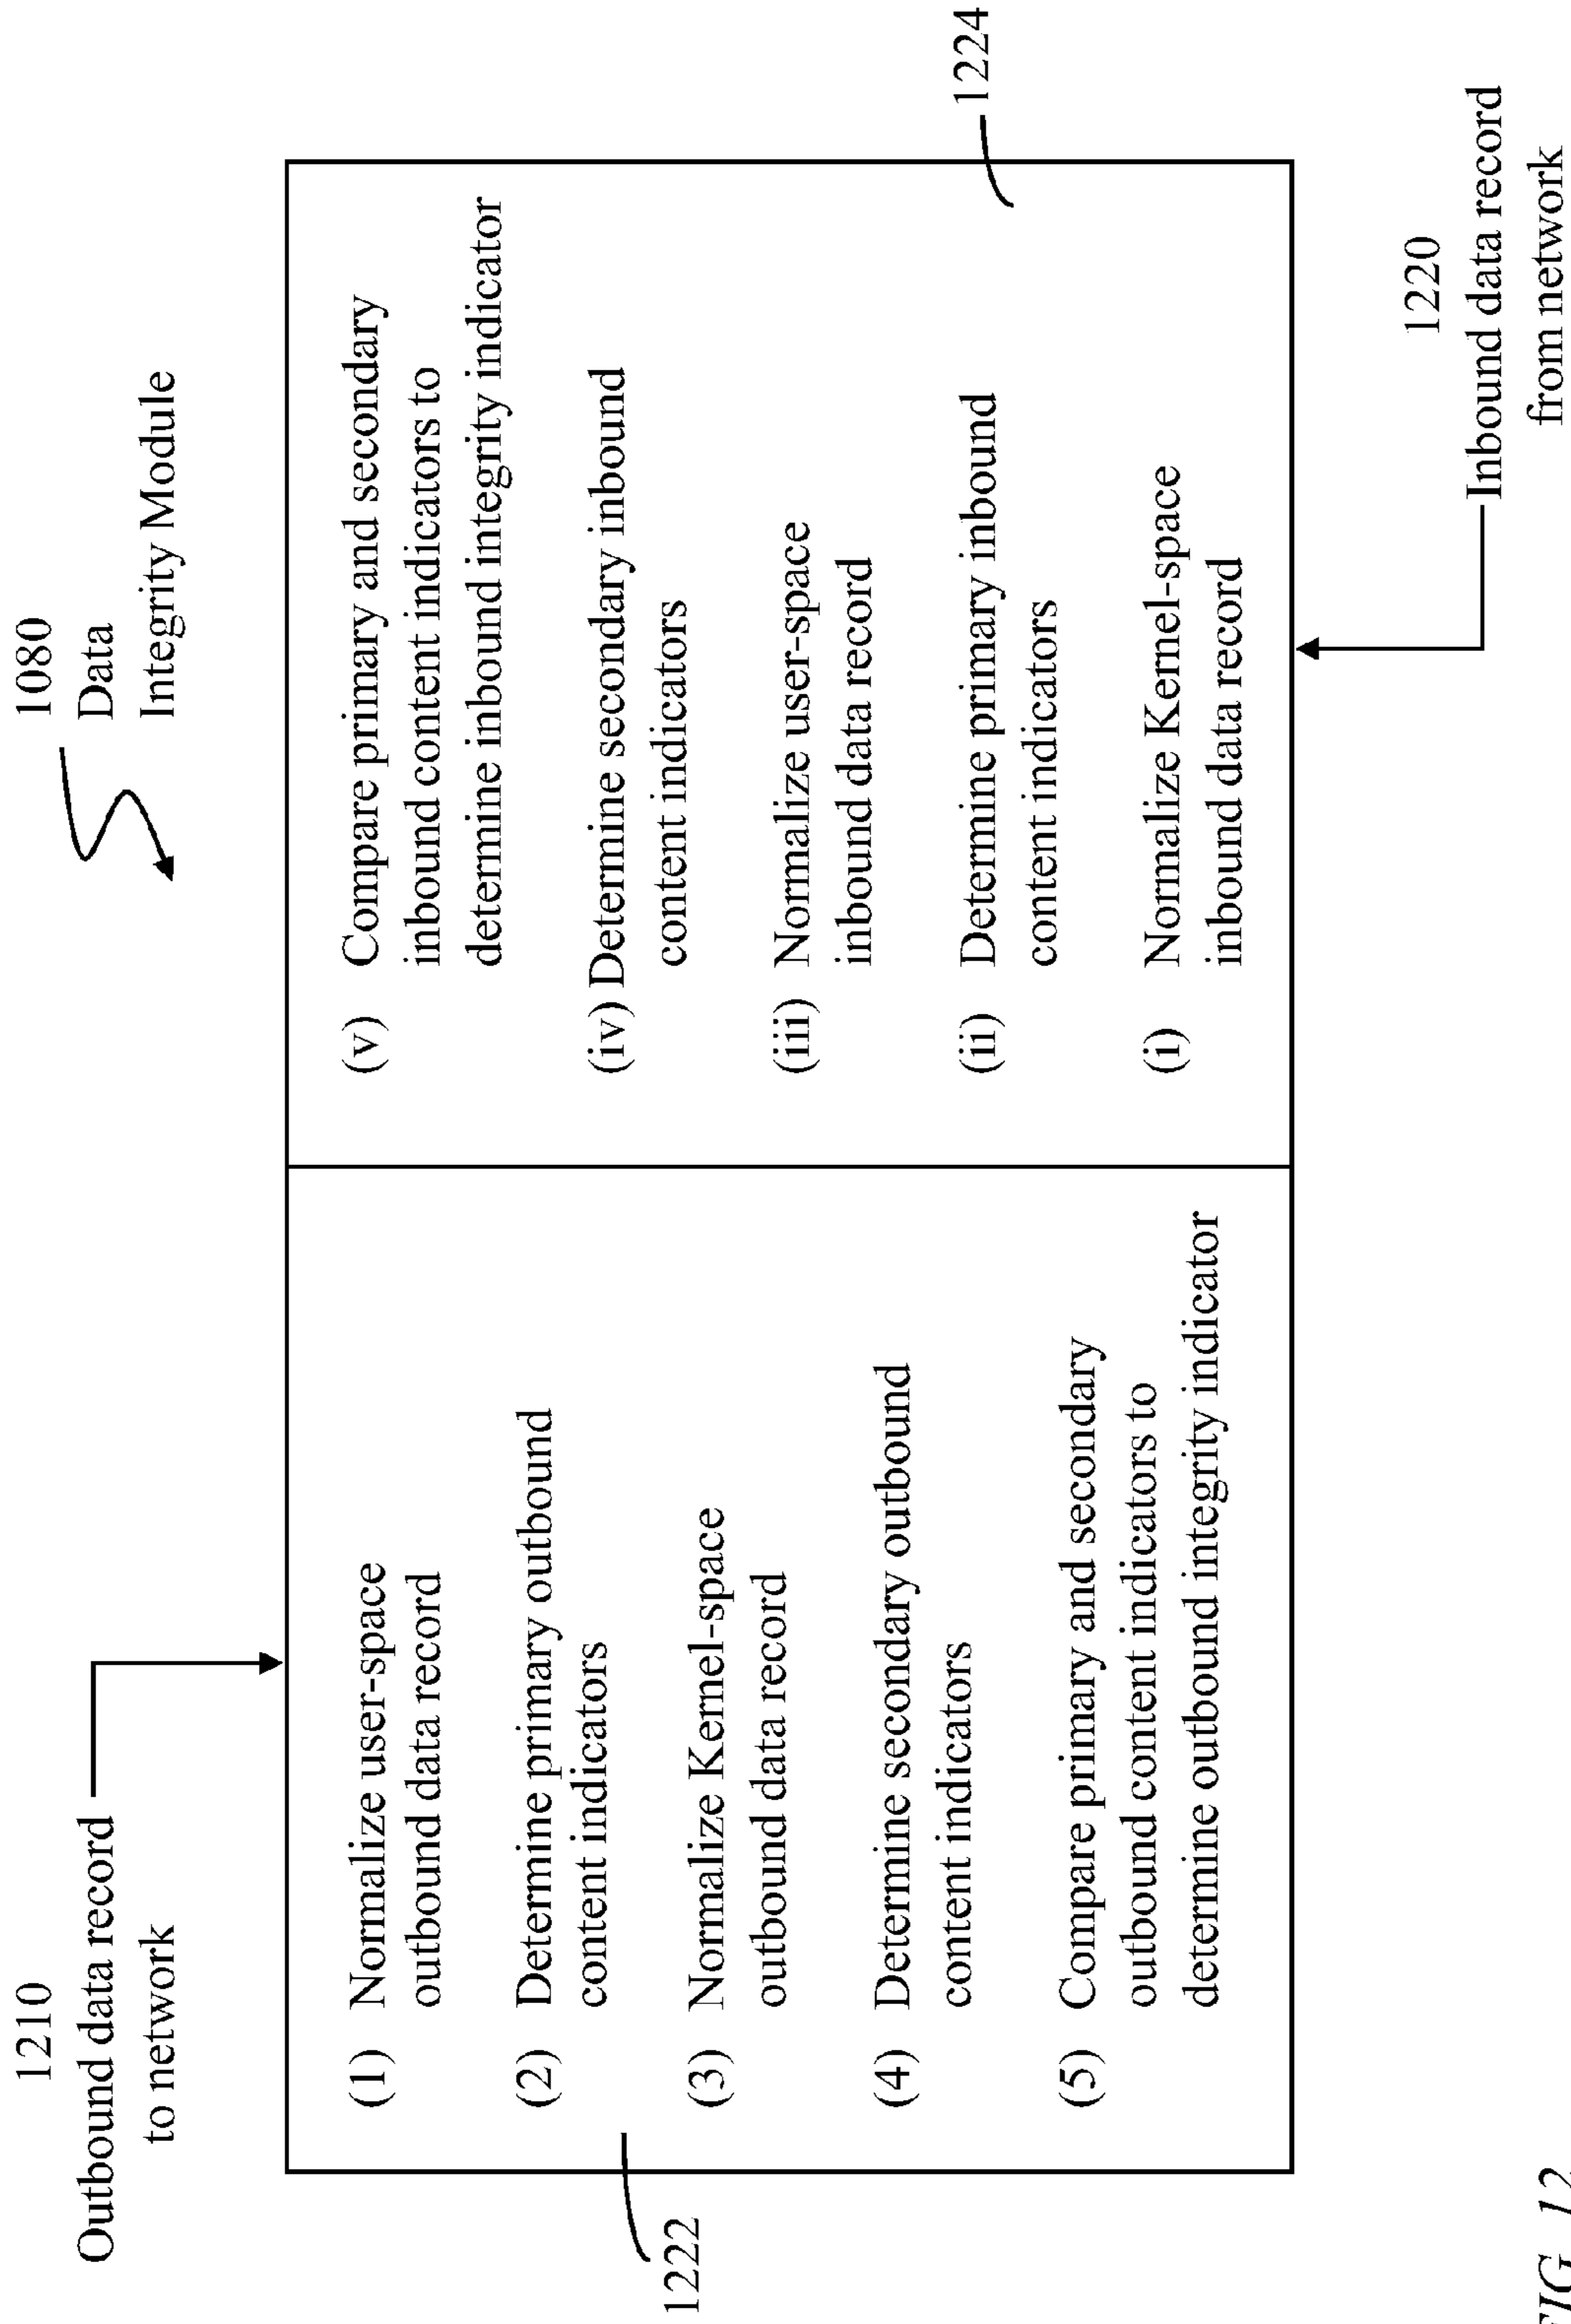 1210
Outbound data record
to network
1080
Data
Integrity Module
(1) Normalize user-space
outbound data record
(2) Determine primary outbound
content indicators
(3) Normalize Kernel-space
outbound data record
(4) Determine secondary outbound
content indicators
(5) Compare primary and secondary
outbound content indicators to
determine outbound integrity indicator
1222
(v) Compare primary and secondary
inbound content indicators to
determine inbound integrity indicator
(iv) Determine secondary inbound
content indicators
(iii) Normalize user-space
inbound data record
(ii) Determine primary inbound
content indicators
(i) Normalize Kernel-space
inbound data record
1224
1220
Inbound data record
from network
FIG. 12